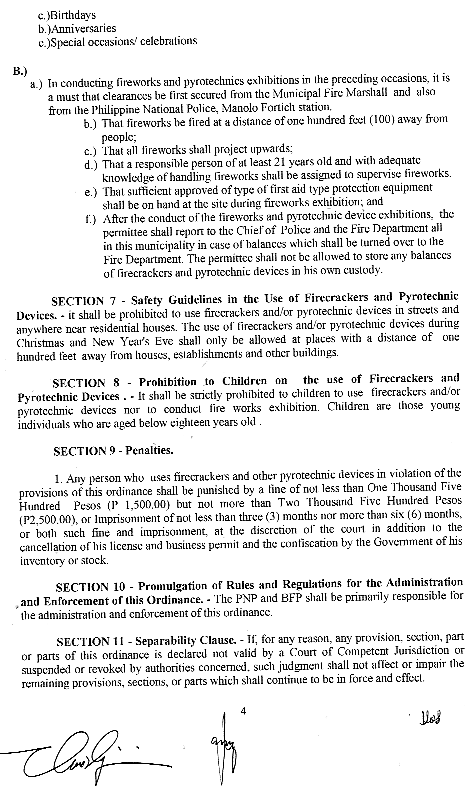 c.)Birthdays
b.)Anniversaries
c.)Special occasions/ celebrations
B.)
a.) In conducting fireworks and pyrotechnics exhibitions in the preceding occasions, it is
a must that clearances be first secured from the Municipal Fire Marshall and also
from the Philippine National Police, Manolo Fortich station.
b.) That fireworks be fired at a distance of one hundred feet (100) away from
people;
c.) That all fireworks shall project upwards;
d.) That a responsible person of at least 21 years old and with adequate
knowledge of handling fireworks shall be assigned to supervise fireworks.
e.) That sufficient approved of type of first aid type protection equipment
shall be on hand at the site during fireworks exhibition; and
f.) After the conduct of the fireworks and pyrotechnic device exhibitions, the
permittee shall report to the Chief of Police and the Fire Department all
in this municipality in case of balances which shall be turned over to the
Fire Department. The permittee shall not be allowed to store any balances
of firecrackers and pyrotechnic devices in his own custody.
SECTION 7 - Safety Guidelines in the Use of Firecrackers and Pyrotechnic
Devices. - it shall be prohibited to use firecrackers and/or pyrotechnic devices in streets and
anywhere near residential houses. The use of firecrackers and/or pyrotechnic devices during
Christmas and New Year's Eve shall only be allowed at places with a distance of one
hundred feet away from houses, establishments and other buildings.
SECTION 8 - Prohibition to Children on the use of Firecrackers and
Pyrotechnic Devices . - It shall be strictly prohibited to children to use firecrackers and/or
pyrotechnic devices nor to conduct fire works exhibition. Children are those young
individuals who are aged below eighteen years old .
SECTION 9 - Penalties.
1. Any person who uses firecrackers and other pyrotechnic devices in violation of the
provisions of this ordinance shall be punished by a fine of not less than One Thousand Five
Hundred Pesos (P 1,500.00) but not more than Two Thousand Five Hundred Pesos
(P2,500.00), or Imprisonment of not less than three (3) months nor more than six (6) months,
or both such fine and imprisonment, at the discretion of the court in addition to the
cancellation of his license and business permit and the confiscation by the Government of his
inventory or stock.
SECTION 10 - Promulgation of Rules and Regulations for the Administration
and Enforcement of this Ordinance. - The PNP and BFP shall be primarily responsible for
the administration and enforcement of this ordinance.
SECTION 11 - Separability Clause. - If, for any reason, any provision, section, part
or parts of this ordinance is declared not valid by a Court of Competent Jurisdiction or
suspended or revoked by authorities concerned, such judgment shall not affect or impair the
remaining provisions, sections, or parts which shall continue to be in force and effect.
4